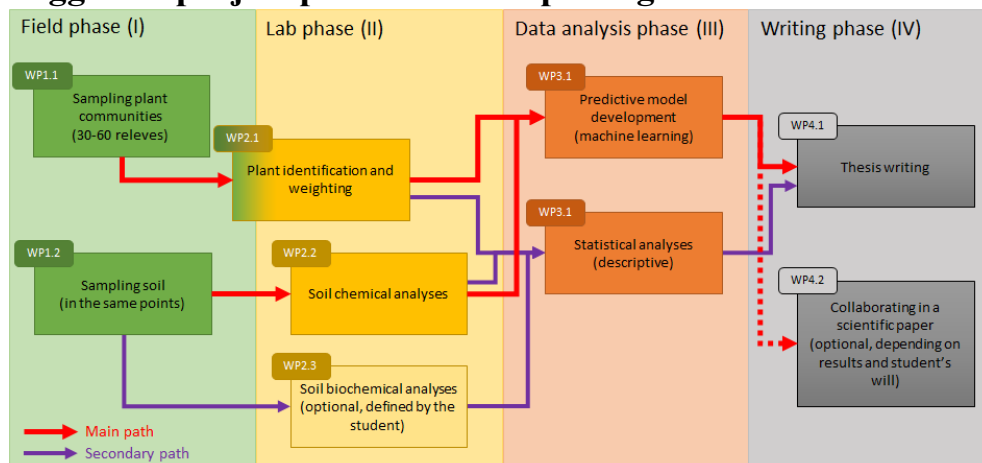 Field phase (I)
Lab phase (II)
Data analysis phase (III)
Writing phase (IV)
WP1.1
Sampling plant
communities
(30-60 releves)
WP2.1
Plant identification and
weighting
WP3.1
Predictive model
development
(machine learning)
WP4.1
Thesis writing
WP1.2
Sampling soil
(in the same points)
WP2.2
Soil chemical analyses
WP3.1
Statistical analyses
(descriptive)
WP4.2
Collaborating in a
scientific paper
(optional, depending on
results and student's
will)
WP2.3
Soil biochemical analyses
(optional, defined by the
student)
Main path
Secondary path